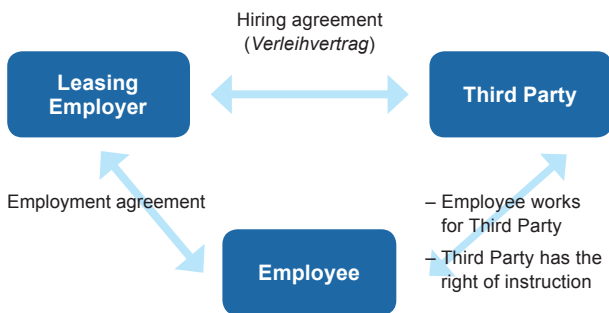 Hiring agreement
(Verleihvertrag)
Leasing
Employer
Third Party
Employment agreement
– Employee works
for Third Party
– Third Party has the
right of instruction
Employee